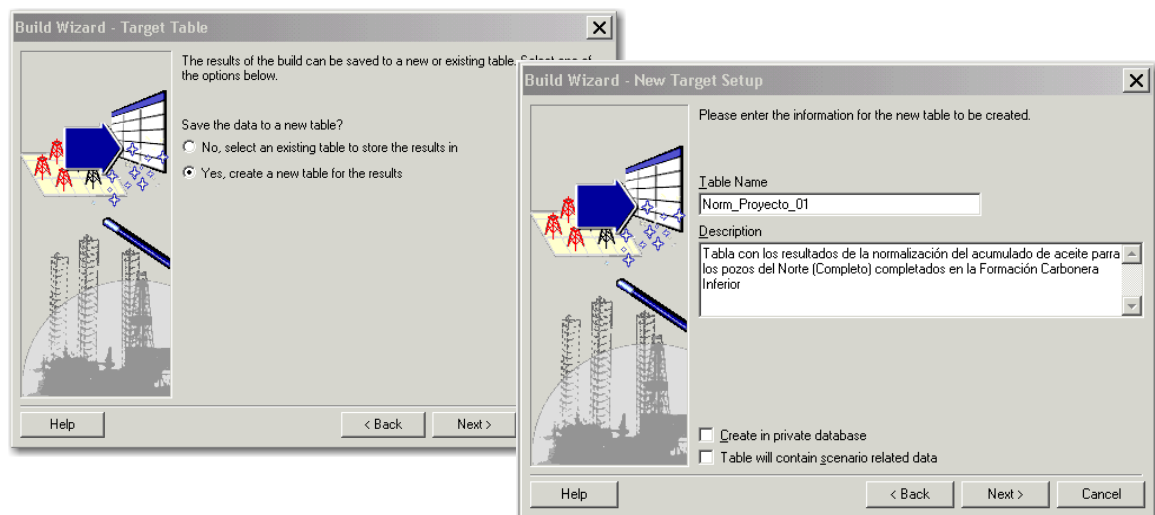 Build Wizard - Target Table
The results of the build can be saved to a new or existing table. Select one of
the options below.
Save the data to a new table?
No, select an existing table to store the results in
Yes, create a new table for the results
Help
< Back
Next >
Build Wizard - New Target Setup
Please enter the information for the new table to be created.
Table Name
Norm_Proyecto_01
Description
Tabla con los resultados de la normalización del acumulado de aceite parra
los pozos del Norte (Completo) completados en la Formación Carbonera
Inferior
Create in private database
Table will contain scenario related data
Help
< Back
Next >
Cancel